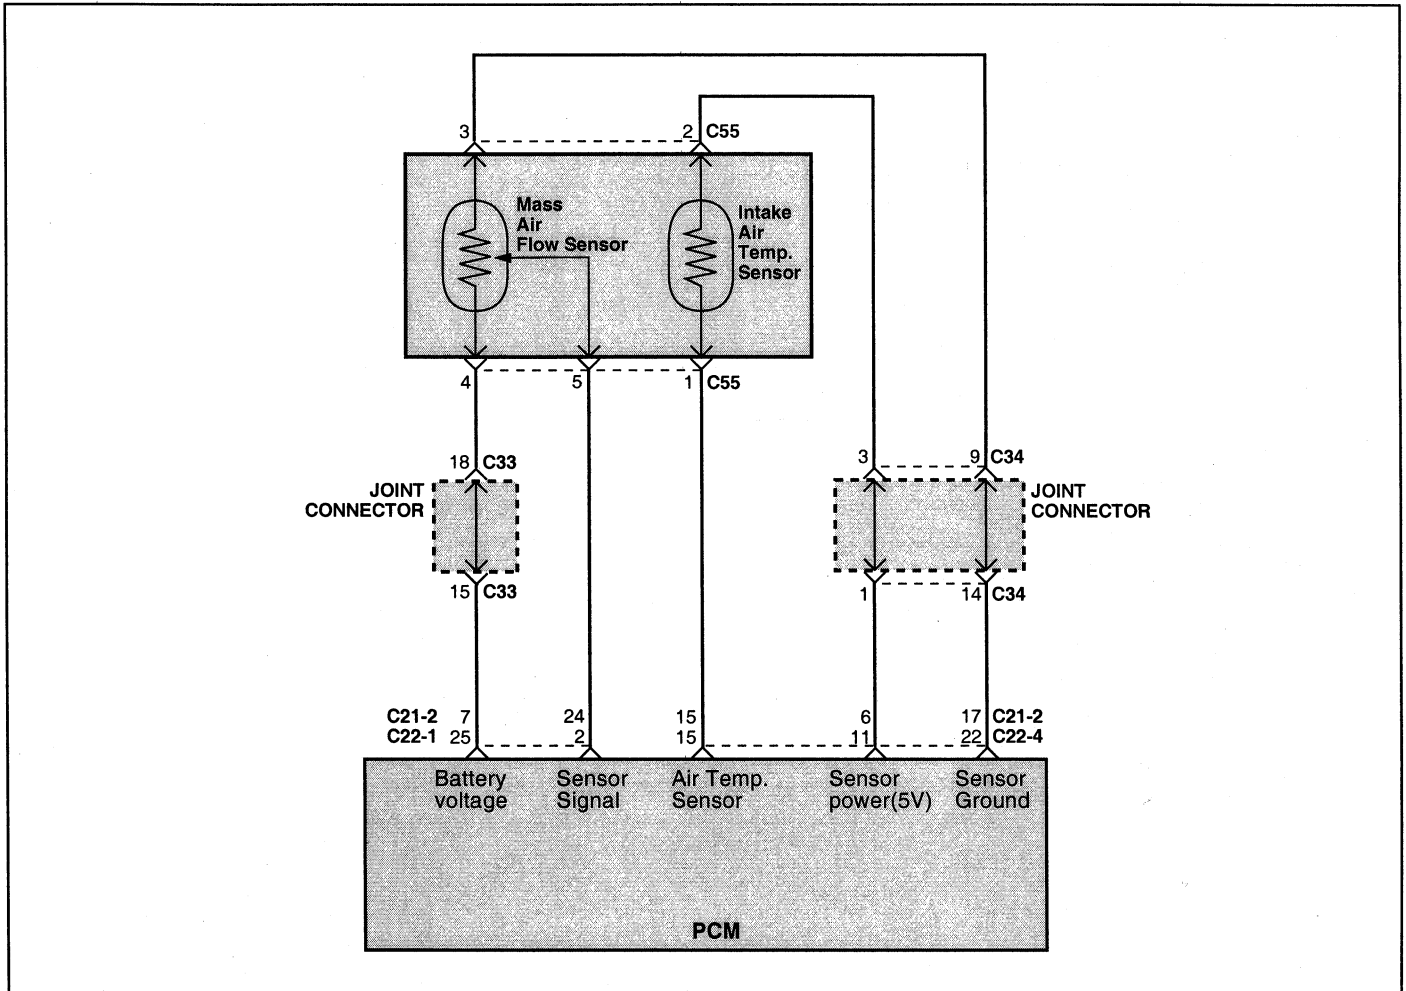 3 2 C55
Mass
Air
Flow Sensor
Intake
Air
Temp.
Sensor
4 5 1 C55
18 C33
JOINT
CONNECTOR
15 C33
3 9 C34
JOINT
CONNECTOR
1 14 C34
C21-2 7 24 15 6 17 C21-2
C22-1 25 2 15 11 22 C22-4
Battery
voltage
Sensor
Signal
Air Temp.
Sensor
Sensor
power(5V)
Sensor
Ground
PCM